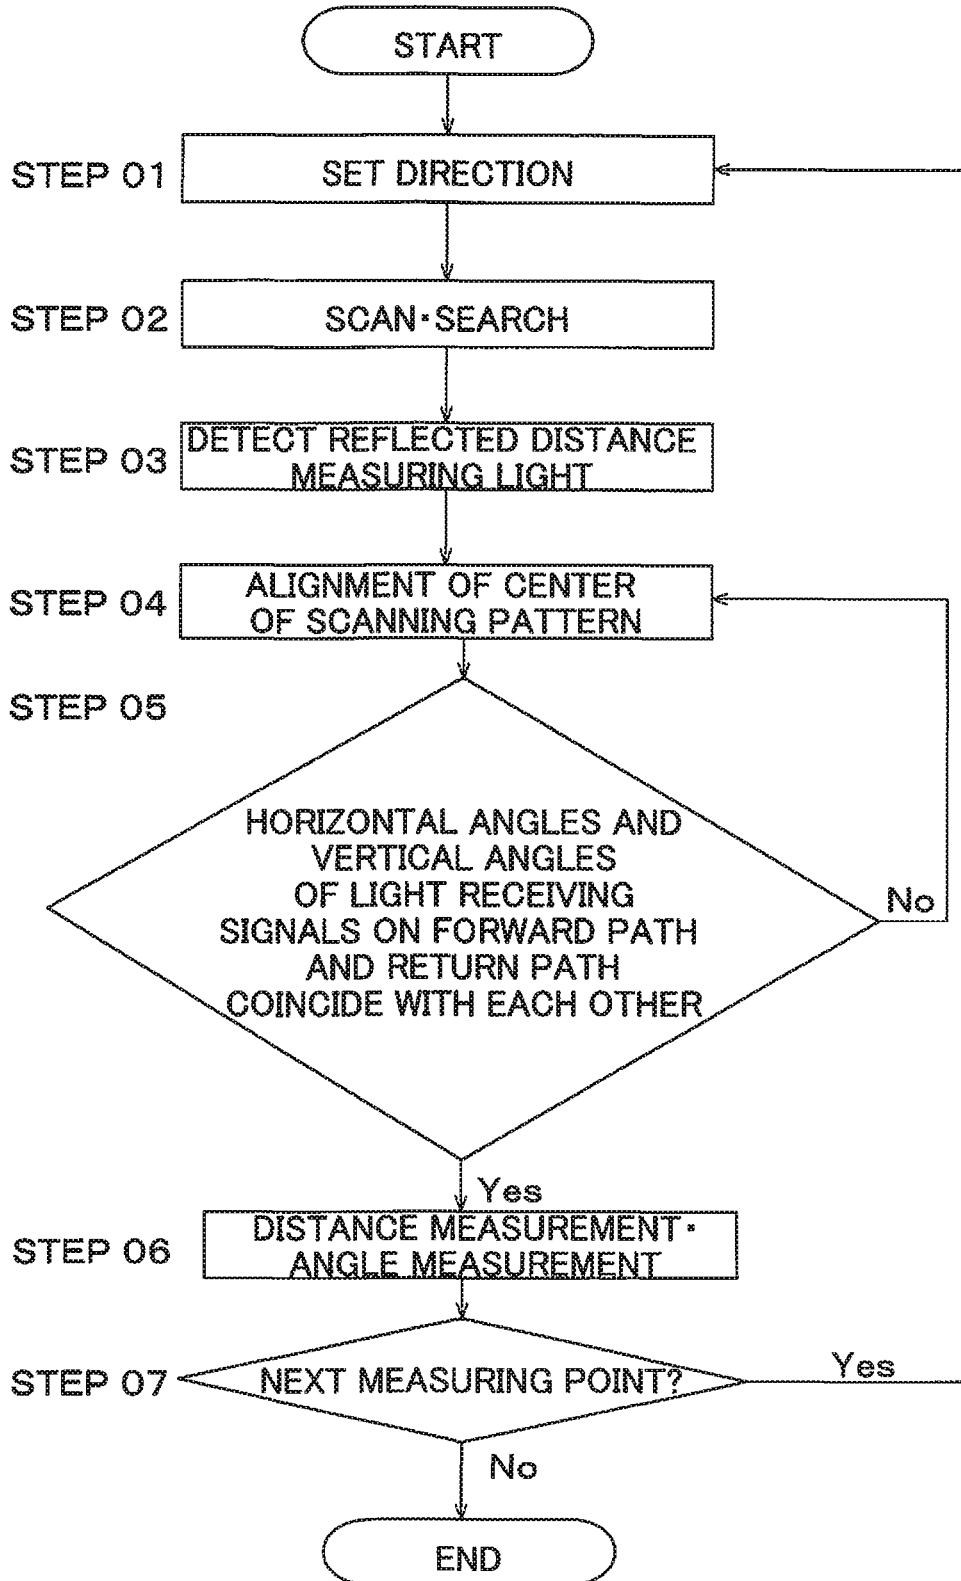 START
STEP 01
SET DIRECTION
STEP 02
SCAN・SEARCH
STEP 03
DETECT REFLECTED DISTANCE
MEASURING LIGHT
STEP 04
ALIGNMENT OF CENTER
OF SCANNING PATTERN
STEP 05
HORIZONTAL ANGLES AND
VERTICAL ANGLES
OF LIGHT RECEIVING
SIGNALS ON FORWARD PATH
AND RETURN PATH
COINCIDE WITH EACH OTHER
No
Yes
STEP 06
DISTANCE MEASUREMENT・
ANGLE MEASUREMENT
STEP 07
NEXT MEASURING POINT?
Yes
No
END